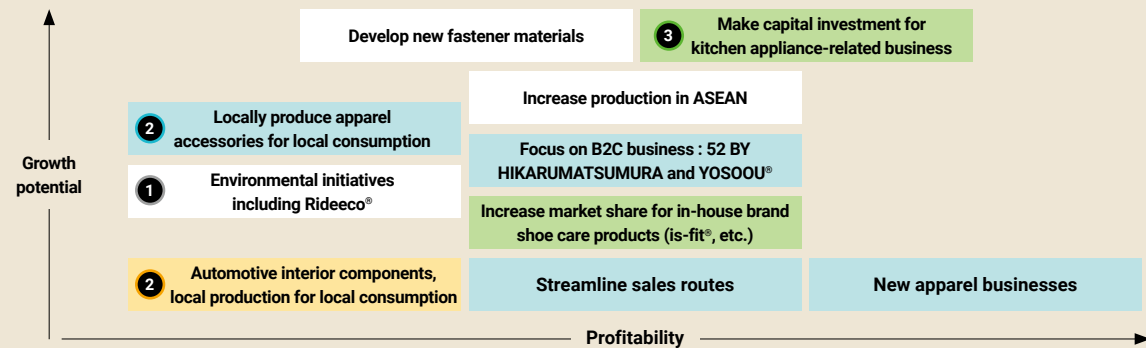 Develop new fastener materials
3
Make capital investment for
kitchen appliance-related business
Increase production in ASEAN
2
Locally produce apparel
accessories for local consumption
Focus on B2C business : 52 BY
HIKARUMATSUMURA and YOSOOU®
Growth
potential
1
Environmental initiatives
including Rideeco®
Increase market share for in-house brand
shoe care products (is-fit®, etc.)
2
Automotive interior components,
local production for local consumption
Streamline sales routes
New apparel businesses
Profitability